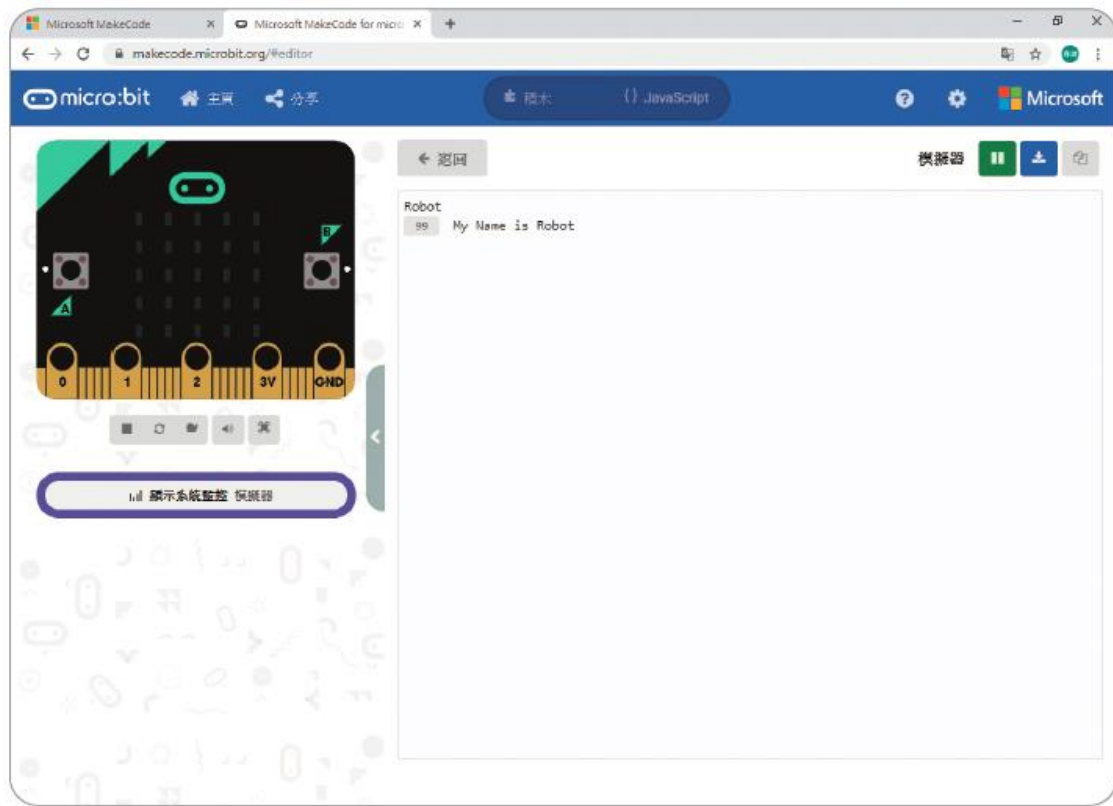 Microsoft MakeCode
Microsoft MakeCode for micro
makecode.microbit.org/#editor
micro:bit
主頁
分享
積木
{} JavaScript
Microsoft
返回
模擬器
Robot
99 My Name is Robot
B
A
0 1 2 3V GND
顯示系統監控 模擬器